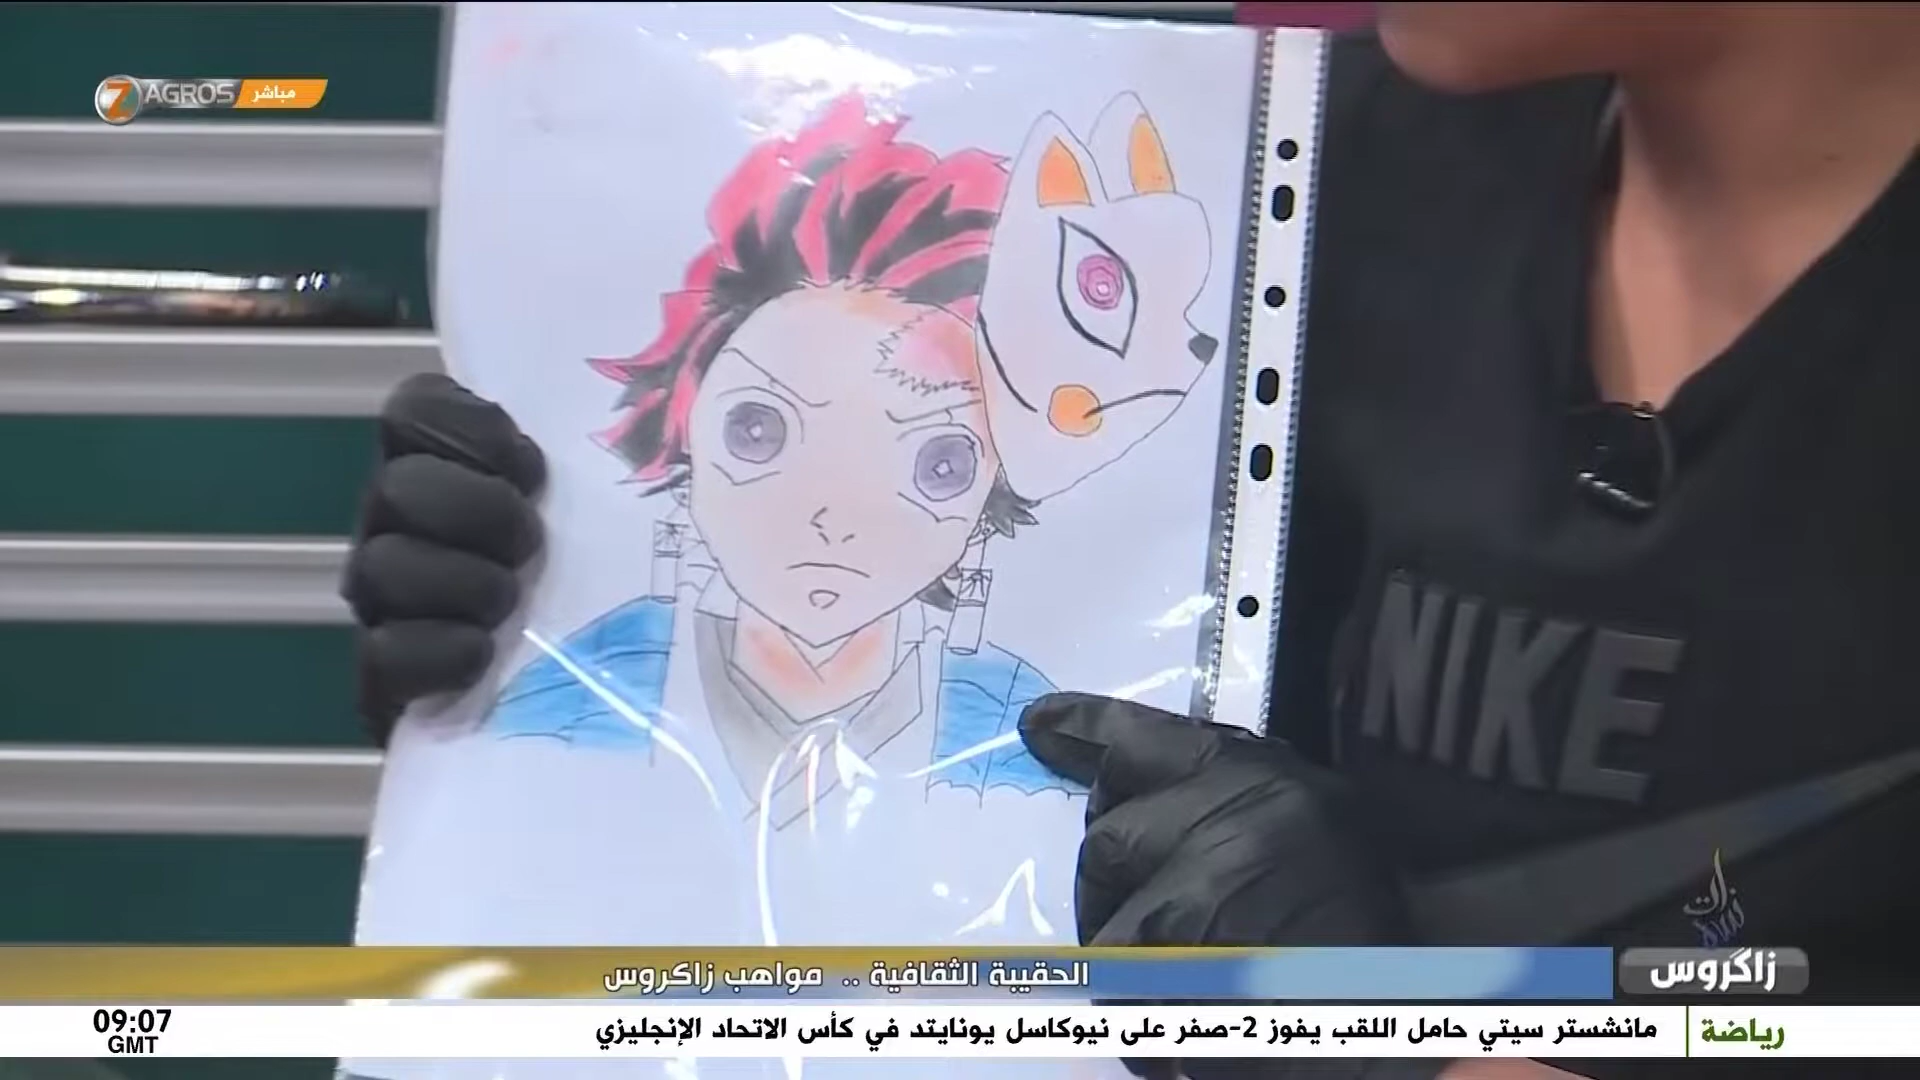 ZAGROS مباشر
NIKE
الحقيبة الثقافية .. مواهب زاكروس
زاگروس
رياضة
مانشستر سيتي حامل اللقب يفوز 2-صفر على نيوكاسل يونايتد في كأس الاتحاد الإنجليزي
09:07
GMT